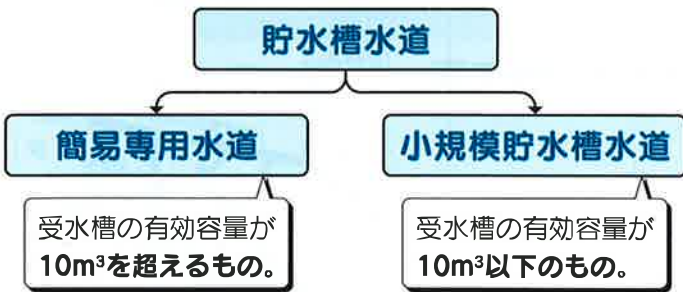 貯水槽水道
簡易専用水道
小規模貯水槽水道
受水槽の有効容量が
10m³を超えるもの。
受水槽の有効容量が
10m³以下のもの。